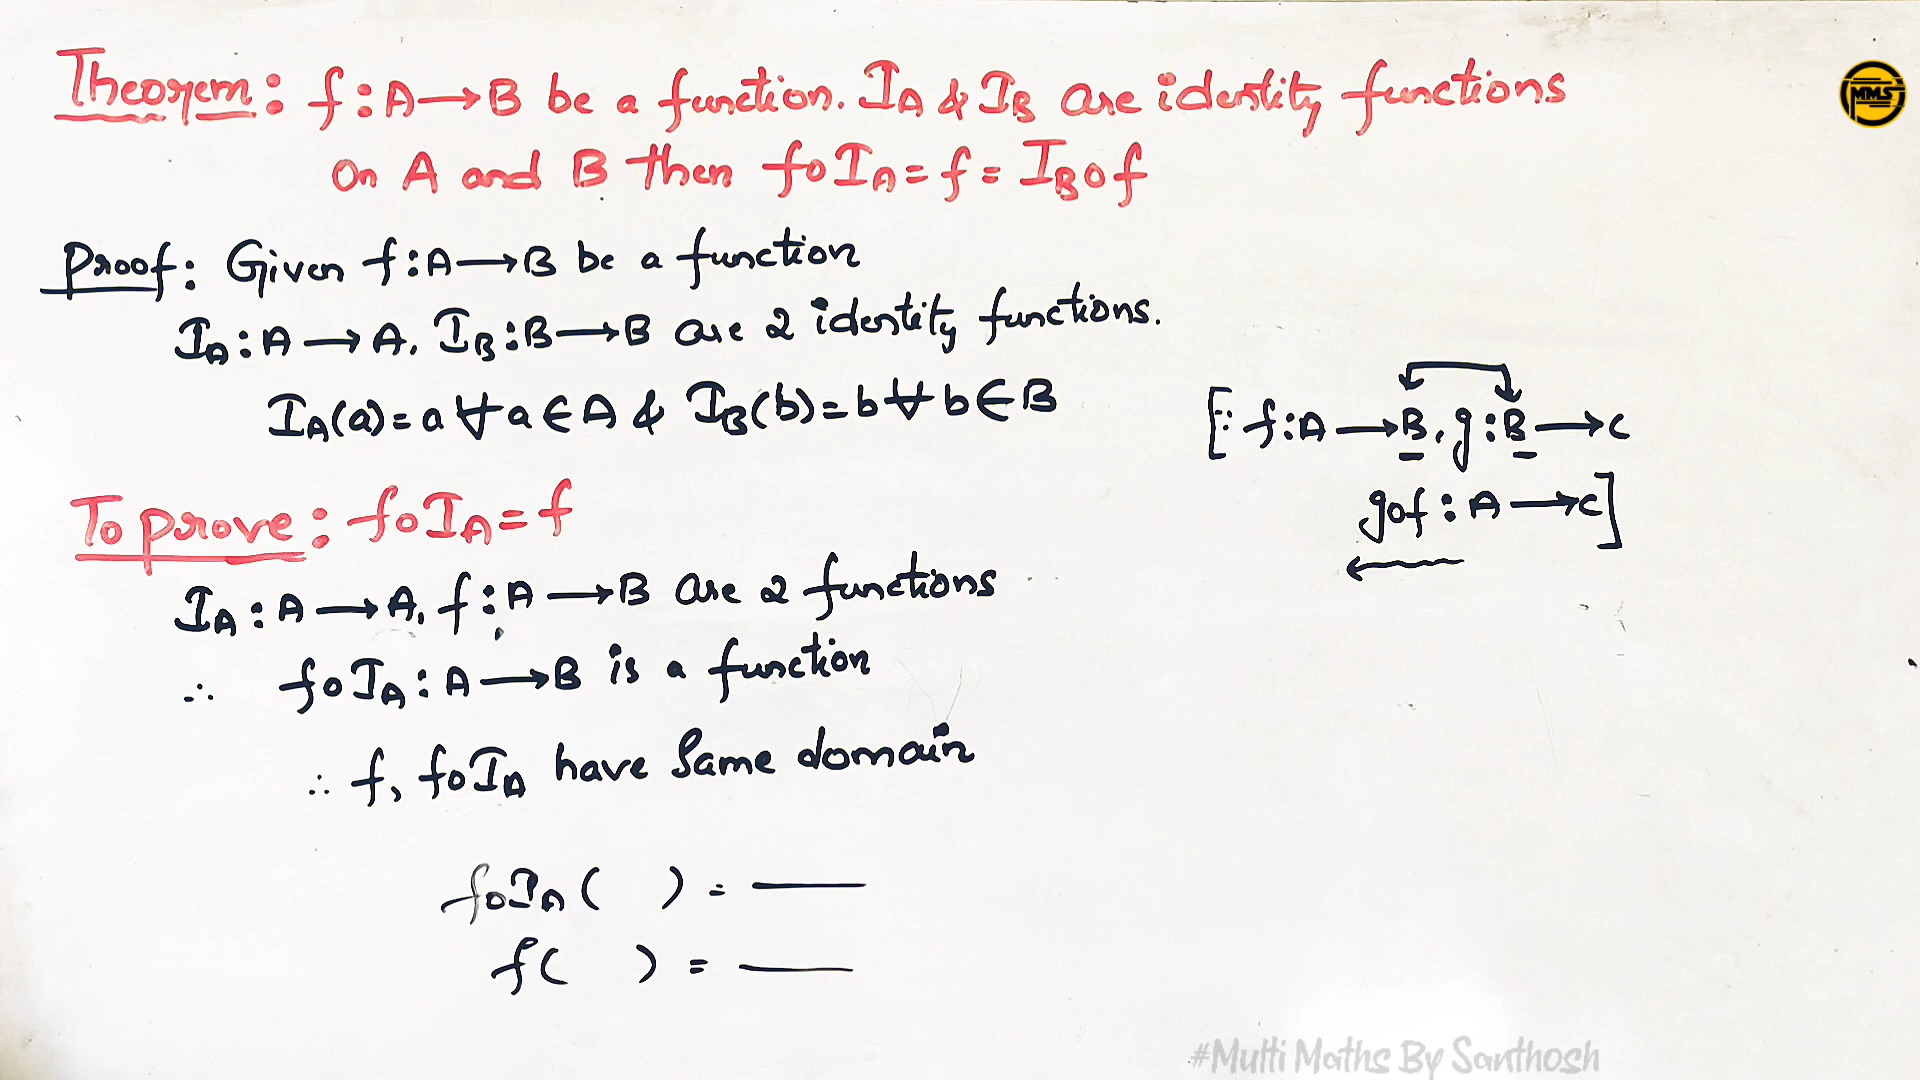 Theorem: f:A→B be a function. I_A & I_B are identity functions
on A and B then foI_A = f = I_Bof
Proof: Given f:A→B be a function
I_A:A→A, I_B:B→B are 2 identity functions.
I_A(a)=a ∀ a∈A & I_B(b)=b ∀ b∈B
[∵ f:A→B, g:B→C
gof:A→C]
To prove: foI_A = f
I_A:A→A, f:A→B are 2 functions
∴ foI_A:A→B is a function
∴ f, foI_A have same domain
foI_A( ) = ——
f( ) = ——
MMS
#Multi Maths By Santhosh